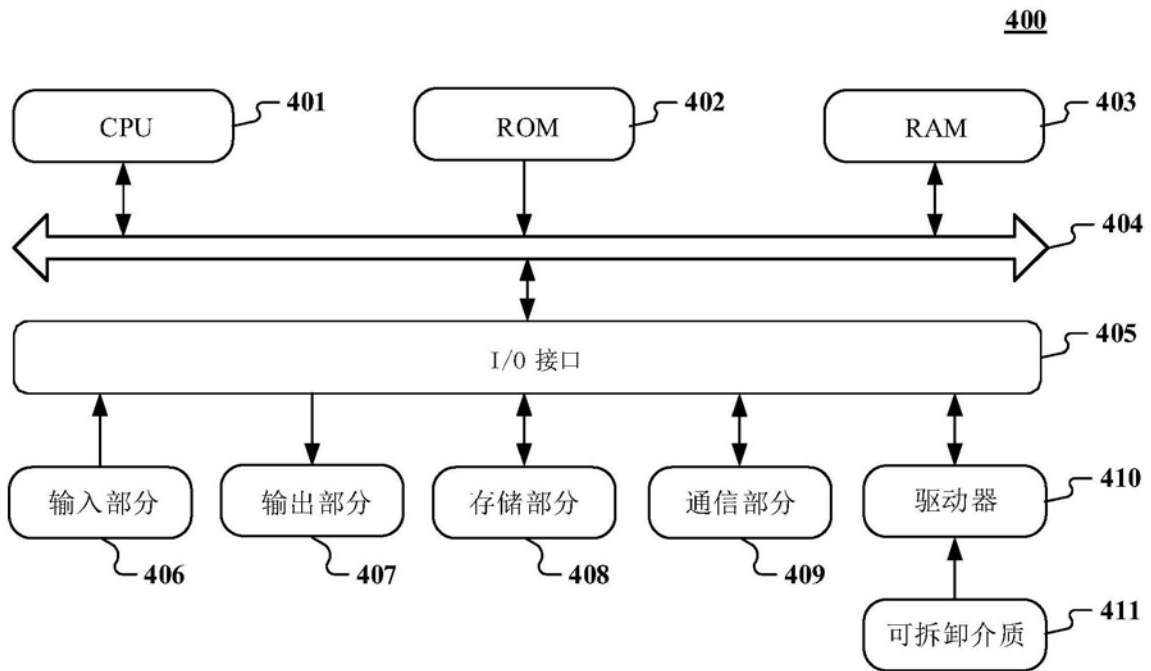 400
CPU
401
ROM
402
RAM
403
404
I/O 接口
405
输入部分
输出部分
存储部分
通信部分
驱动器
410
406
407
408
409
可拆卸介质
411